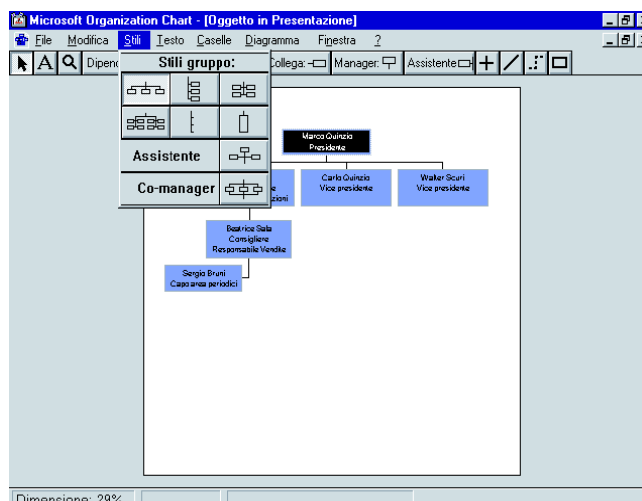 Microsoft Organization Chart - [Oggetto in Presentazione]
File Modifica Stili Testo Caselle Diagramma Finestra ?
A Dipen Collega: Manager: Assistente
Stili gruppo:
Assistente
Co-manager
Marco Quinzio
Presidente
Carla Quinzio
Vice presidente
Walter Scuri
Vice presidente
Beatrice Sala
Consigliere
Responsabile Vendite
Sergio Bruni
Capo area periodici
Dimensione: 29%